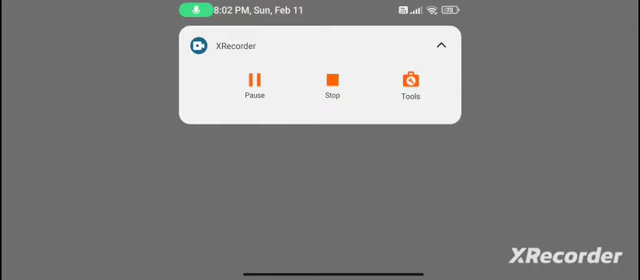 8:02 PM, Sun, Feb 11
XRecorder
Pause
Stop
Tools
XRecorder